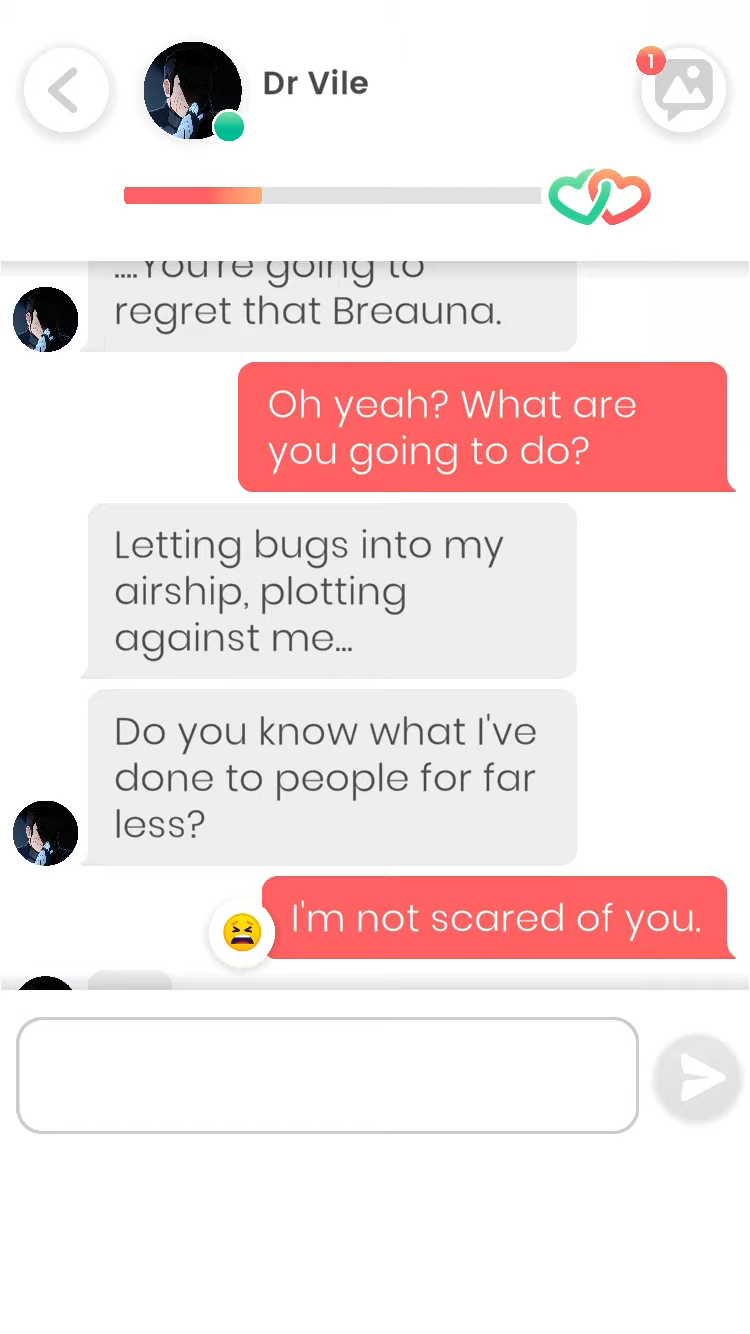 Dr Vile
1
....You're going to
regret that Breauna.
Oh yeah? What are
you going to do?
Letting bugs into my
airship, plotting
against me...
Do you know what I've
done to people for far
less?
I'm not scared of you.